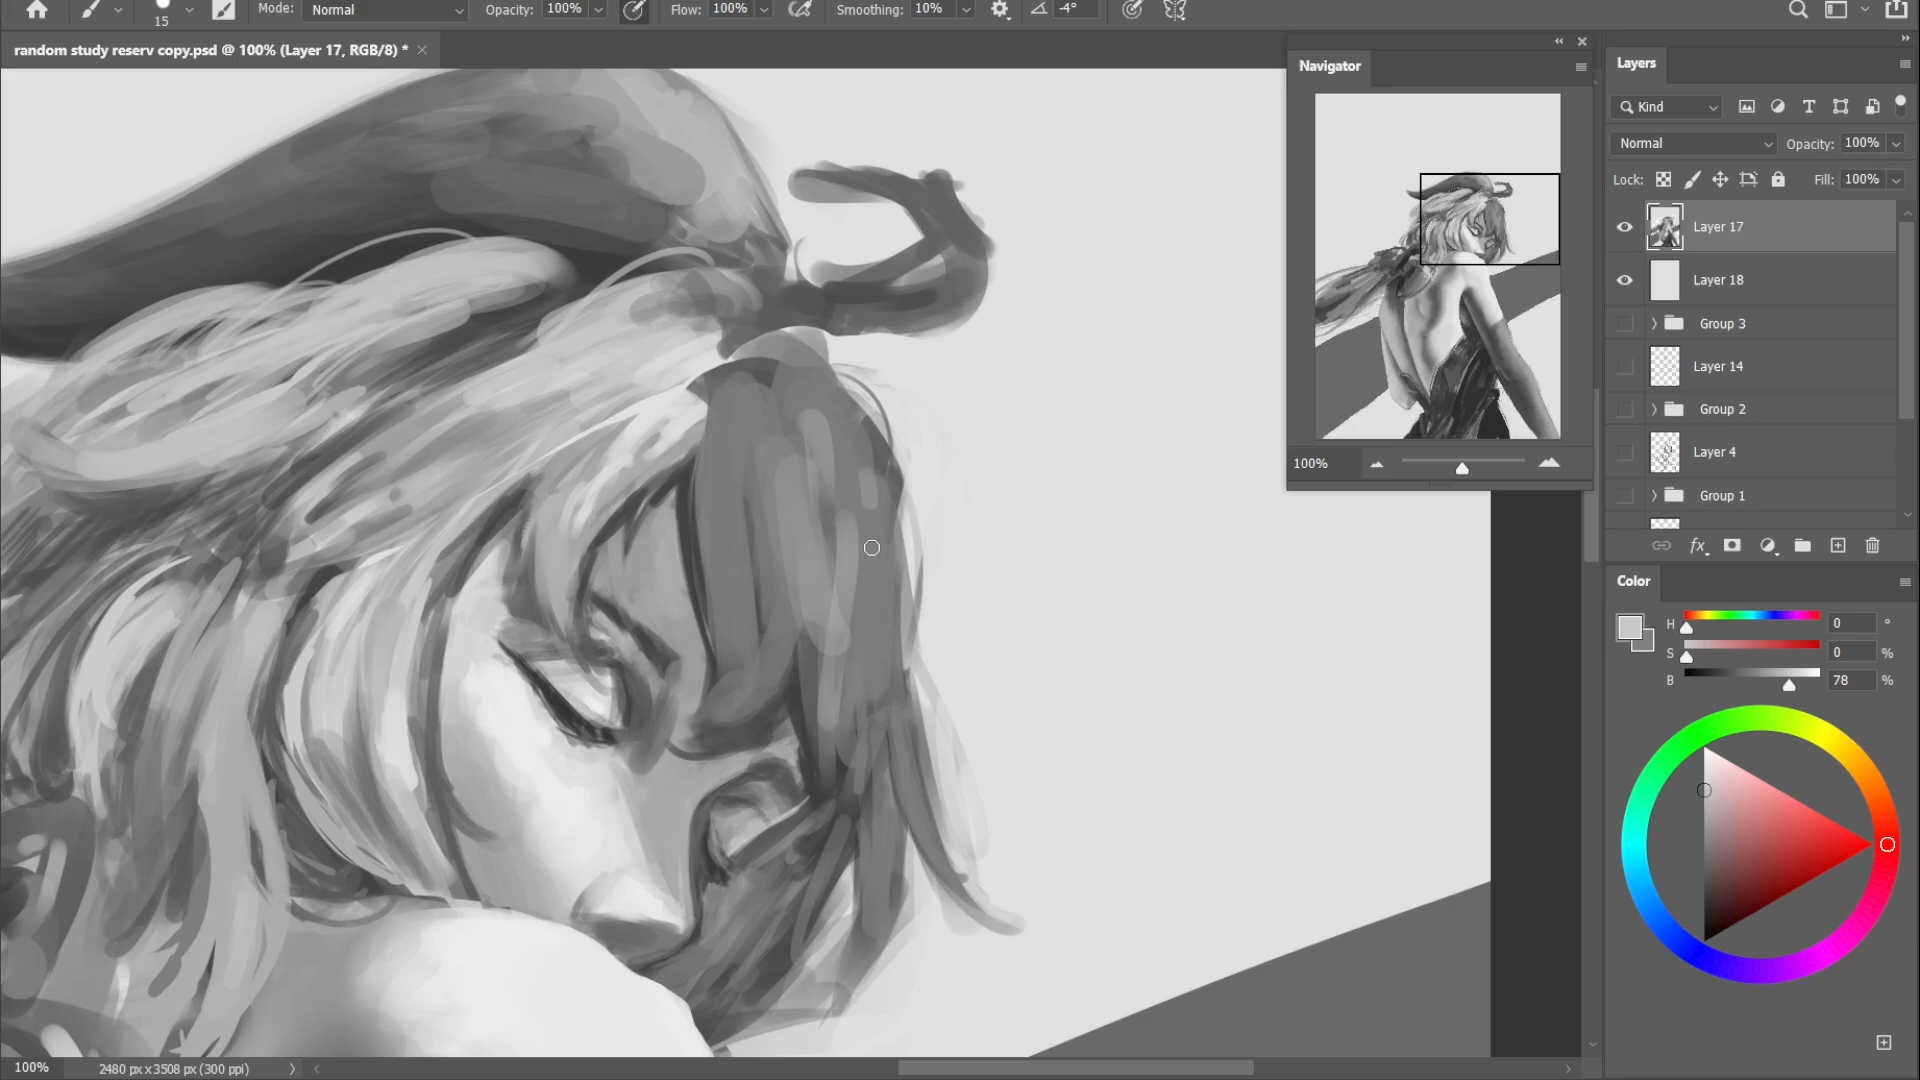 Mode: Normal Opacity: 100% Flow: 100% Smoothing: 10% -4°
15
random study reserv copy.psd @ 100% (Layer 17, RGB/8) *
Navigator
100%
Layers
Kind
Normal Opacity: 100%
Lock: Fill: 100%
Layer 17
Layer 18
Group 3
Layer 14
Group 2
Layer 4
Group 1
fx
Color
H 0 °
S 0 %
B 78 %
100% 2480 px x 3508 px (300 ppi)